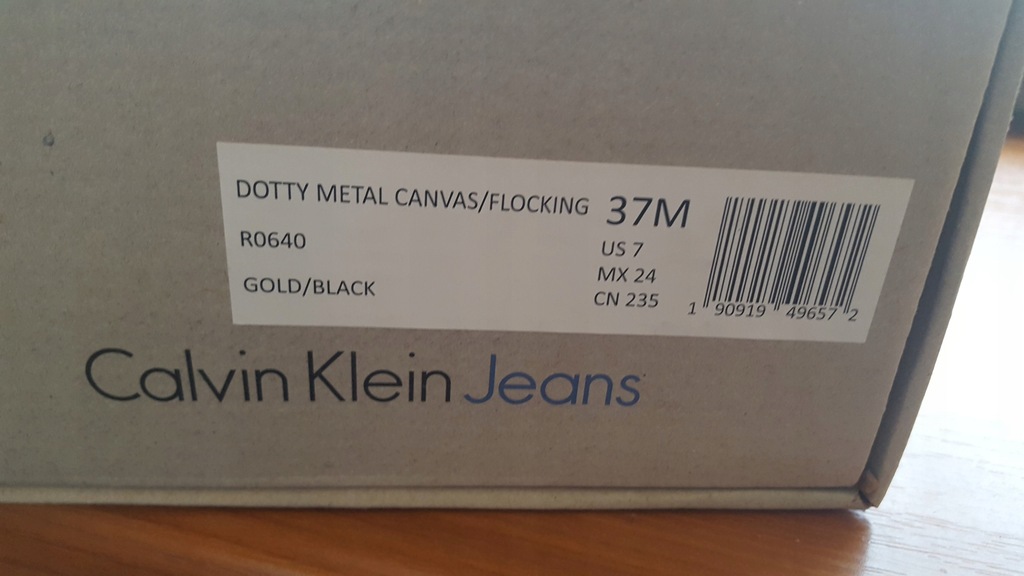 DOTTY METAL CANVAS/FLOCKING 37M
R0640 US 7
MX 24
GOLD/BLACK CN 235
1 90919 49657 2
Calvin Klein Jeans